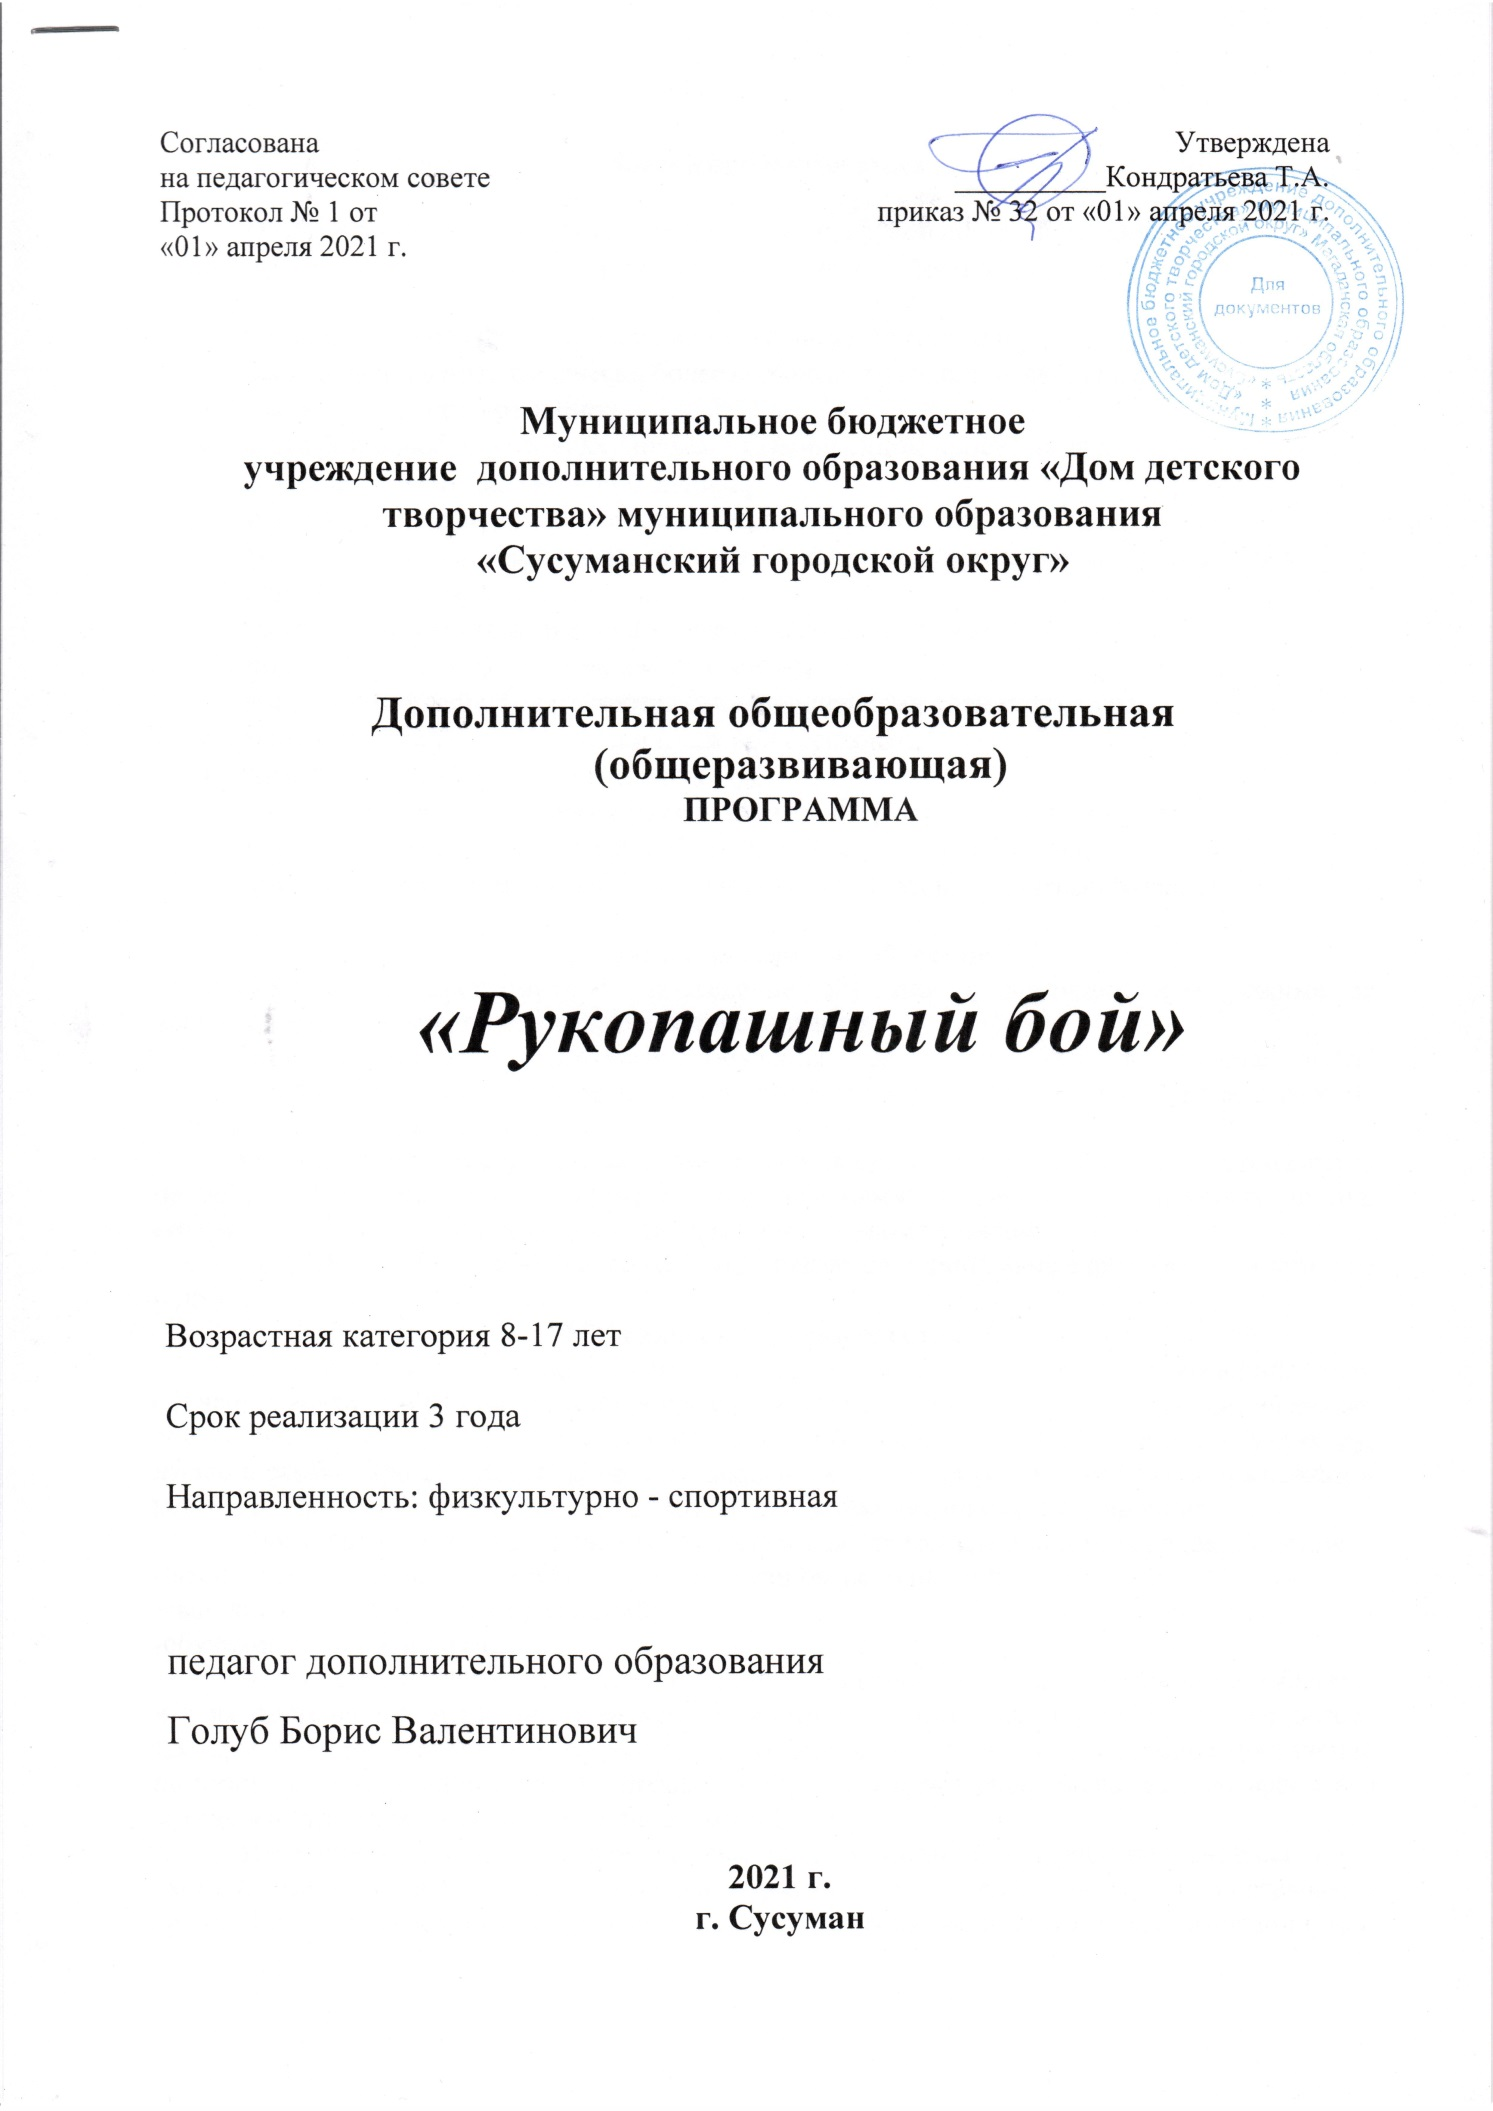 Согласована
на педагогическом совете
Протокол № 1 от
«01» апреля 2021 г.
Утверждена
___________Кондратьева Т.А.
приказ № 32 от «01» апреля 2021 г.
Для
документов
Муниципальное бюджетное
учреждение дополнительного образования «Дом детского
творчества» муниципального образования
«Сусуманский городской округ»
Дополнительная общеобразовательная
(общеразвивающая)
ПРОГРАММА
«Рукопашный бой»
Возрастная категория 8-17 лет
Срок реализации 3 года
Направленность: физкультурно - спортивная
педагог дополнительного образования
Голуб Борис Валентинович
2021 г.
г. Сусуман